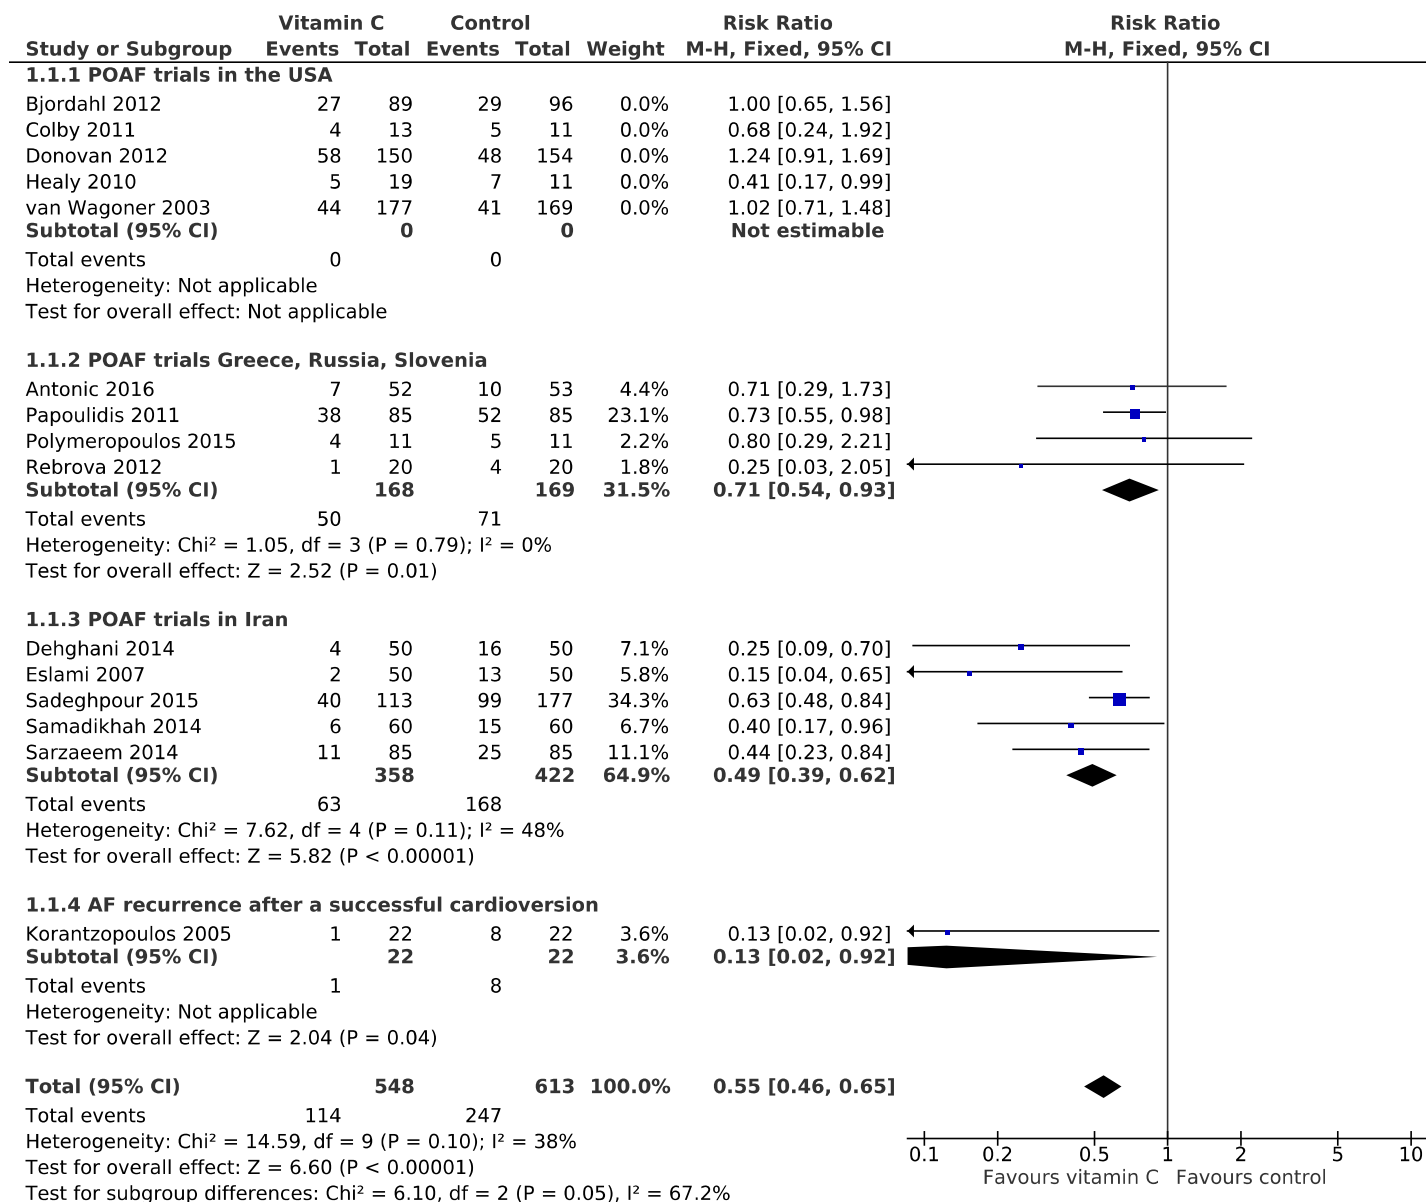 Vitamin C Control Risk Ratio Risk Ratio
Study or Subgroup Events Total Events Total Weight M-H, Fixed, 95% CI M-H, Fixed, 95% CI
1.1.1 POAF trials in the USA
Bjordahl 2012 27 89 29 96 0.0% 1.00 [0.65, 1.56]
Colby 2011 4 13 5 11 0.0% 0.68 [0.24, 1.92]
Donovan 2012 58 150 48 154 0.0% 1.24 [0.91, 1.69]
Healy 2010 5 19 7 11 0.0% 0.41 [0.17, 0.99]
van Wagoner 2003 44 177 41 169 0.0% 1.02 [0.71, 1.48]
Subtotal (95% CI) 0 0 Not estimable
Total events 0 0
Heterogeneity: Not applicable
Test for overall effect: Not applicable
1.1.2 POAF trials Greece, Russia, Slovenia
Antonic 2016 7 52 10 53 4.4% 0.71 [0.29, 1.73]
Papoulidis 2011 38 85 52 85 23.1% 0.73 [0.55, 0.98]
Polymeropoulos 2015 4 11 5 11 2.2% 0.80 [0.29, 2.21]
Rebrova 2012 1 20 4 20 1.8% 0.25 [0.03, 2.05]
Subtotal (95% CI) 168 169 31.5% 0.71 [0.54, 0.93]
Total events 50 71
Heterogeneity: Chi² = 1.05, df = 3 (P = 0.79); I² = 0%
Test for overall effect: Z = 2.52 (P = 0.01)
1.1.3 POAF trials in Iran
Dehghani 2014 4 50 16 50 7.1% 0.25 [0.09, 0.70]
Eslami 2007 2 50 13 50 5.8% 0.15 [0.04, 0.65]
Sadeghpour 2015 40 113 99 177 34.3% 0.63 [0.48, 0.84]
Samadikhah 2014 6 60 15 60 6.7% 0.40 [0.17, 0.96]
Sarzaeem 2014 11 85 25 85 11.1% 0.44 [0.23, 0.84]
Subtotal (95% CI) 358 422 64.9% 0.49 [0.39, 0.62]
Total events 63 168
Heterogeneity: Chi² = 7.62, df = 4 (P = 0.11); I² = 48%
Test for overall effect: Z = 5.82 (P < 0.00001)
1.1.4 AF recurrence after a successful cardioversion
Korantzopoulos 2005 1 22 8 22 3.6% 0.13 [0.02, 0.92]
Subtotal (95% CI) 22 22 3.6% 0.13 [0.02, 0.92]
Total events 1 8
Heterogeneity: Not applicable
Test for overall effect: Z = 2.04 (P = 0.04)
Total (95% CI) 548 613 100.0% 0.55 [0.46, 0.65]
Total events 114 247
Heterogeneity: Chi² = 14.59, df = 9 (P = 0.10); I² = 38%
Test for overall effect: Z = 6.60 (P < 0.00001)
Test for subgroup differences: Chi² = 6.10, df = 2 (P = 0.05), I² = 67.2%
0.1 0.2 0.5 1 2 5 10
Favours vitamin C Favours control